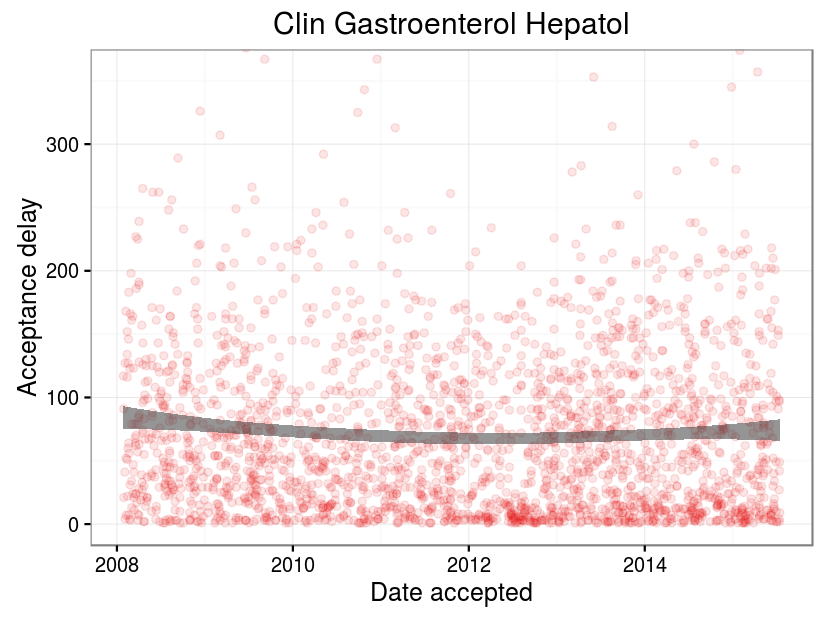 Clin Gastroenterol Hepatol
Acceptance delay
300
200
100
0
2008 2010 2012 2014
Date accepted